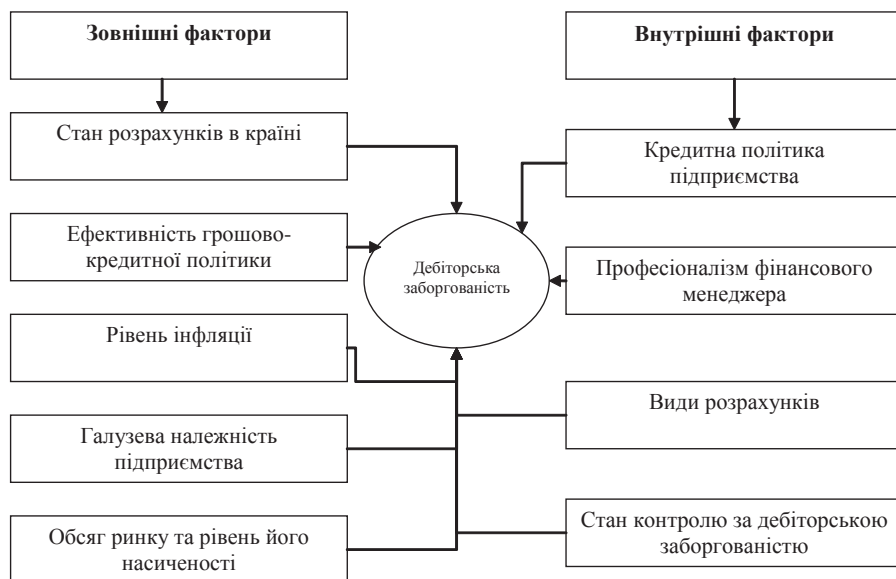 Зовнішні фактори
Внутрішні фактори
Стан розрахунків в країні
Кредитна політика
підприємства
Ефективність грошово-
кредитної політики
Дебіторська
заборгованість
Професіоналізм фінансового
менеджера
Рівень інфляції
Види розрахунків
Галузева належність
підприємства
Обсяг ринку та рівень його
насиченості
Стан контролю за дебіторською
заборгованістю